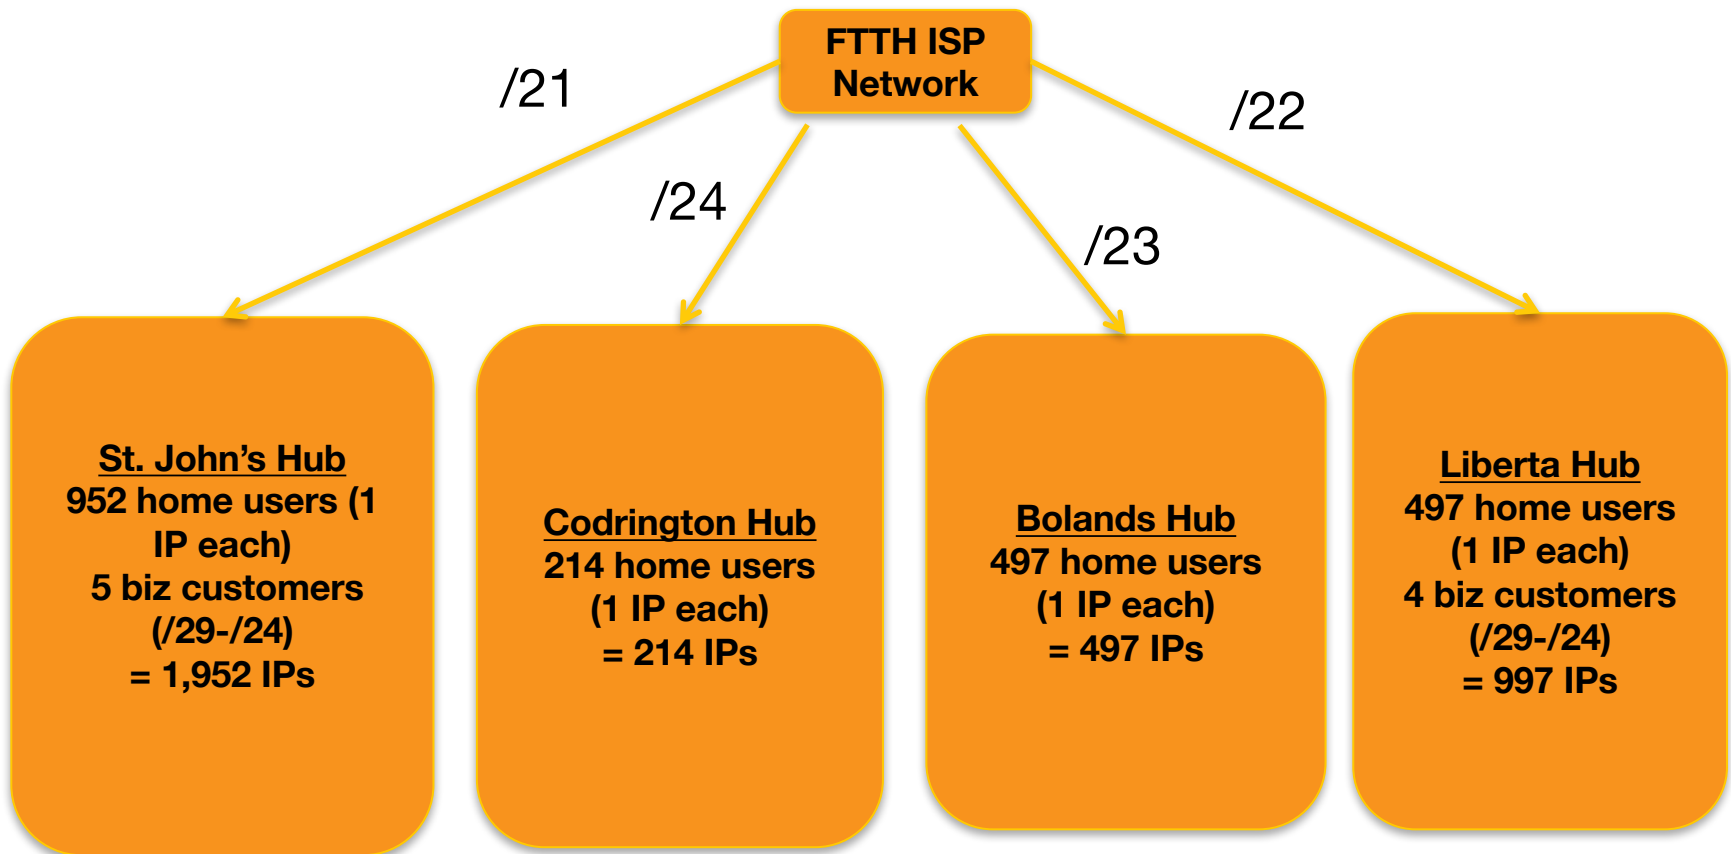 FTTH ISP
Network
/21
/22
/24
/23
St. John’s Hub
952 home users (1
IP each)
5 biz customers
(/29-/24)
= 1,952 IPs
Codrington Hub
214 home users
(1 IP each)
= 214 IPs
Bolands Hub
497 home users
(1 IP each)
= 497 IPs
Liberta Hub
497 home users
(1 IP each)
4 biz customers
(/29-/24)
= 997 IPs